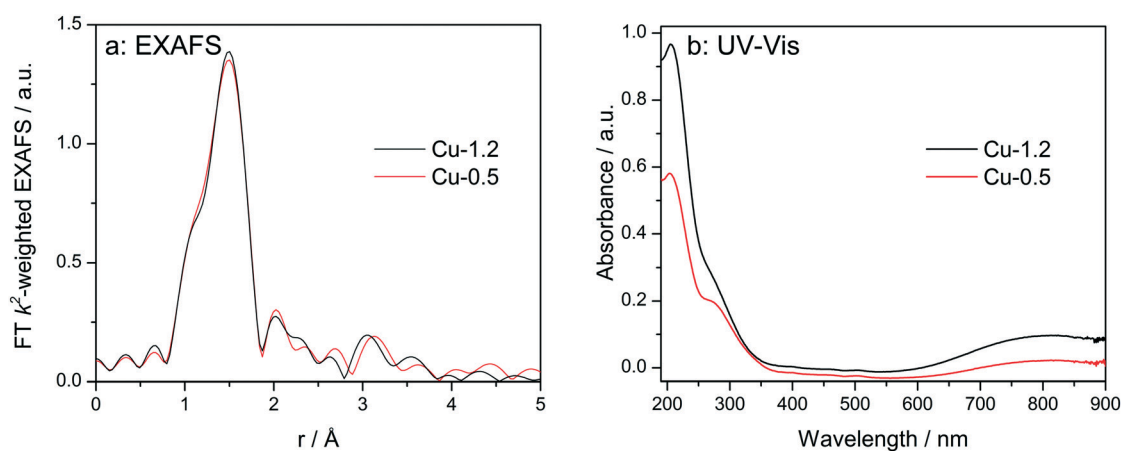 a: EXAFS
1.5
1.0
0.5
0.0
FT k²-weighted EXAFS / a.u.
Cu-1.2
Cu-0.5
0 1 2 3 4 5
r / Å
b: UV-Vis
1.0
0.8
0.6
0.4
0.2
0.0
Absorbance / a.u.
Cu-1.2
Cu-0.5
200 300 400 500 600 700 800 900
Wavelength / nm